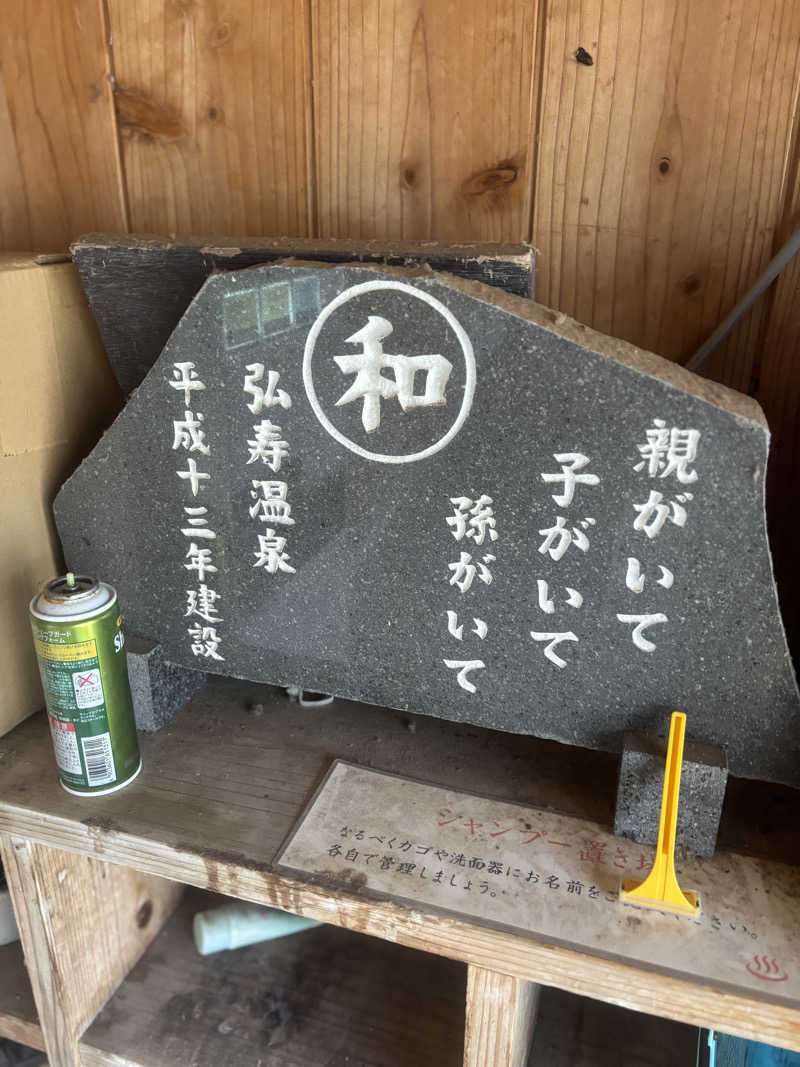 和
親がいて
子がいて
孫がいて
弘寿温泉
平成十三年建設
シャンプー置き
なるべくカゴや洗面器にお名前を
各自で管理しましょう。